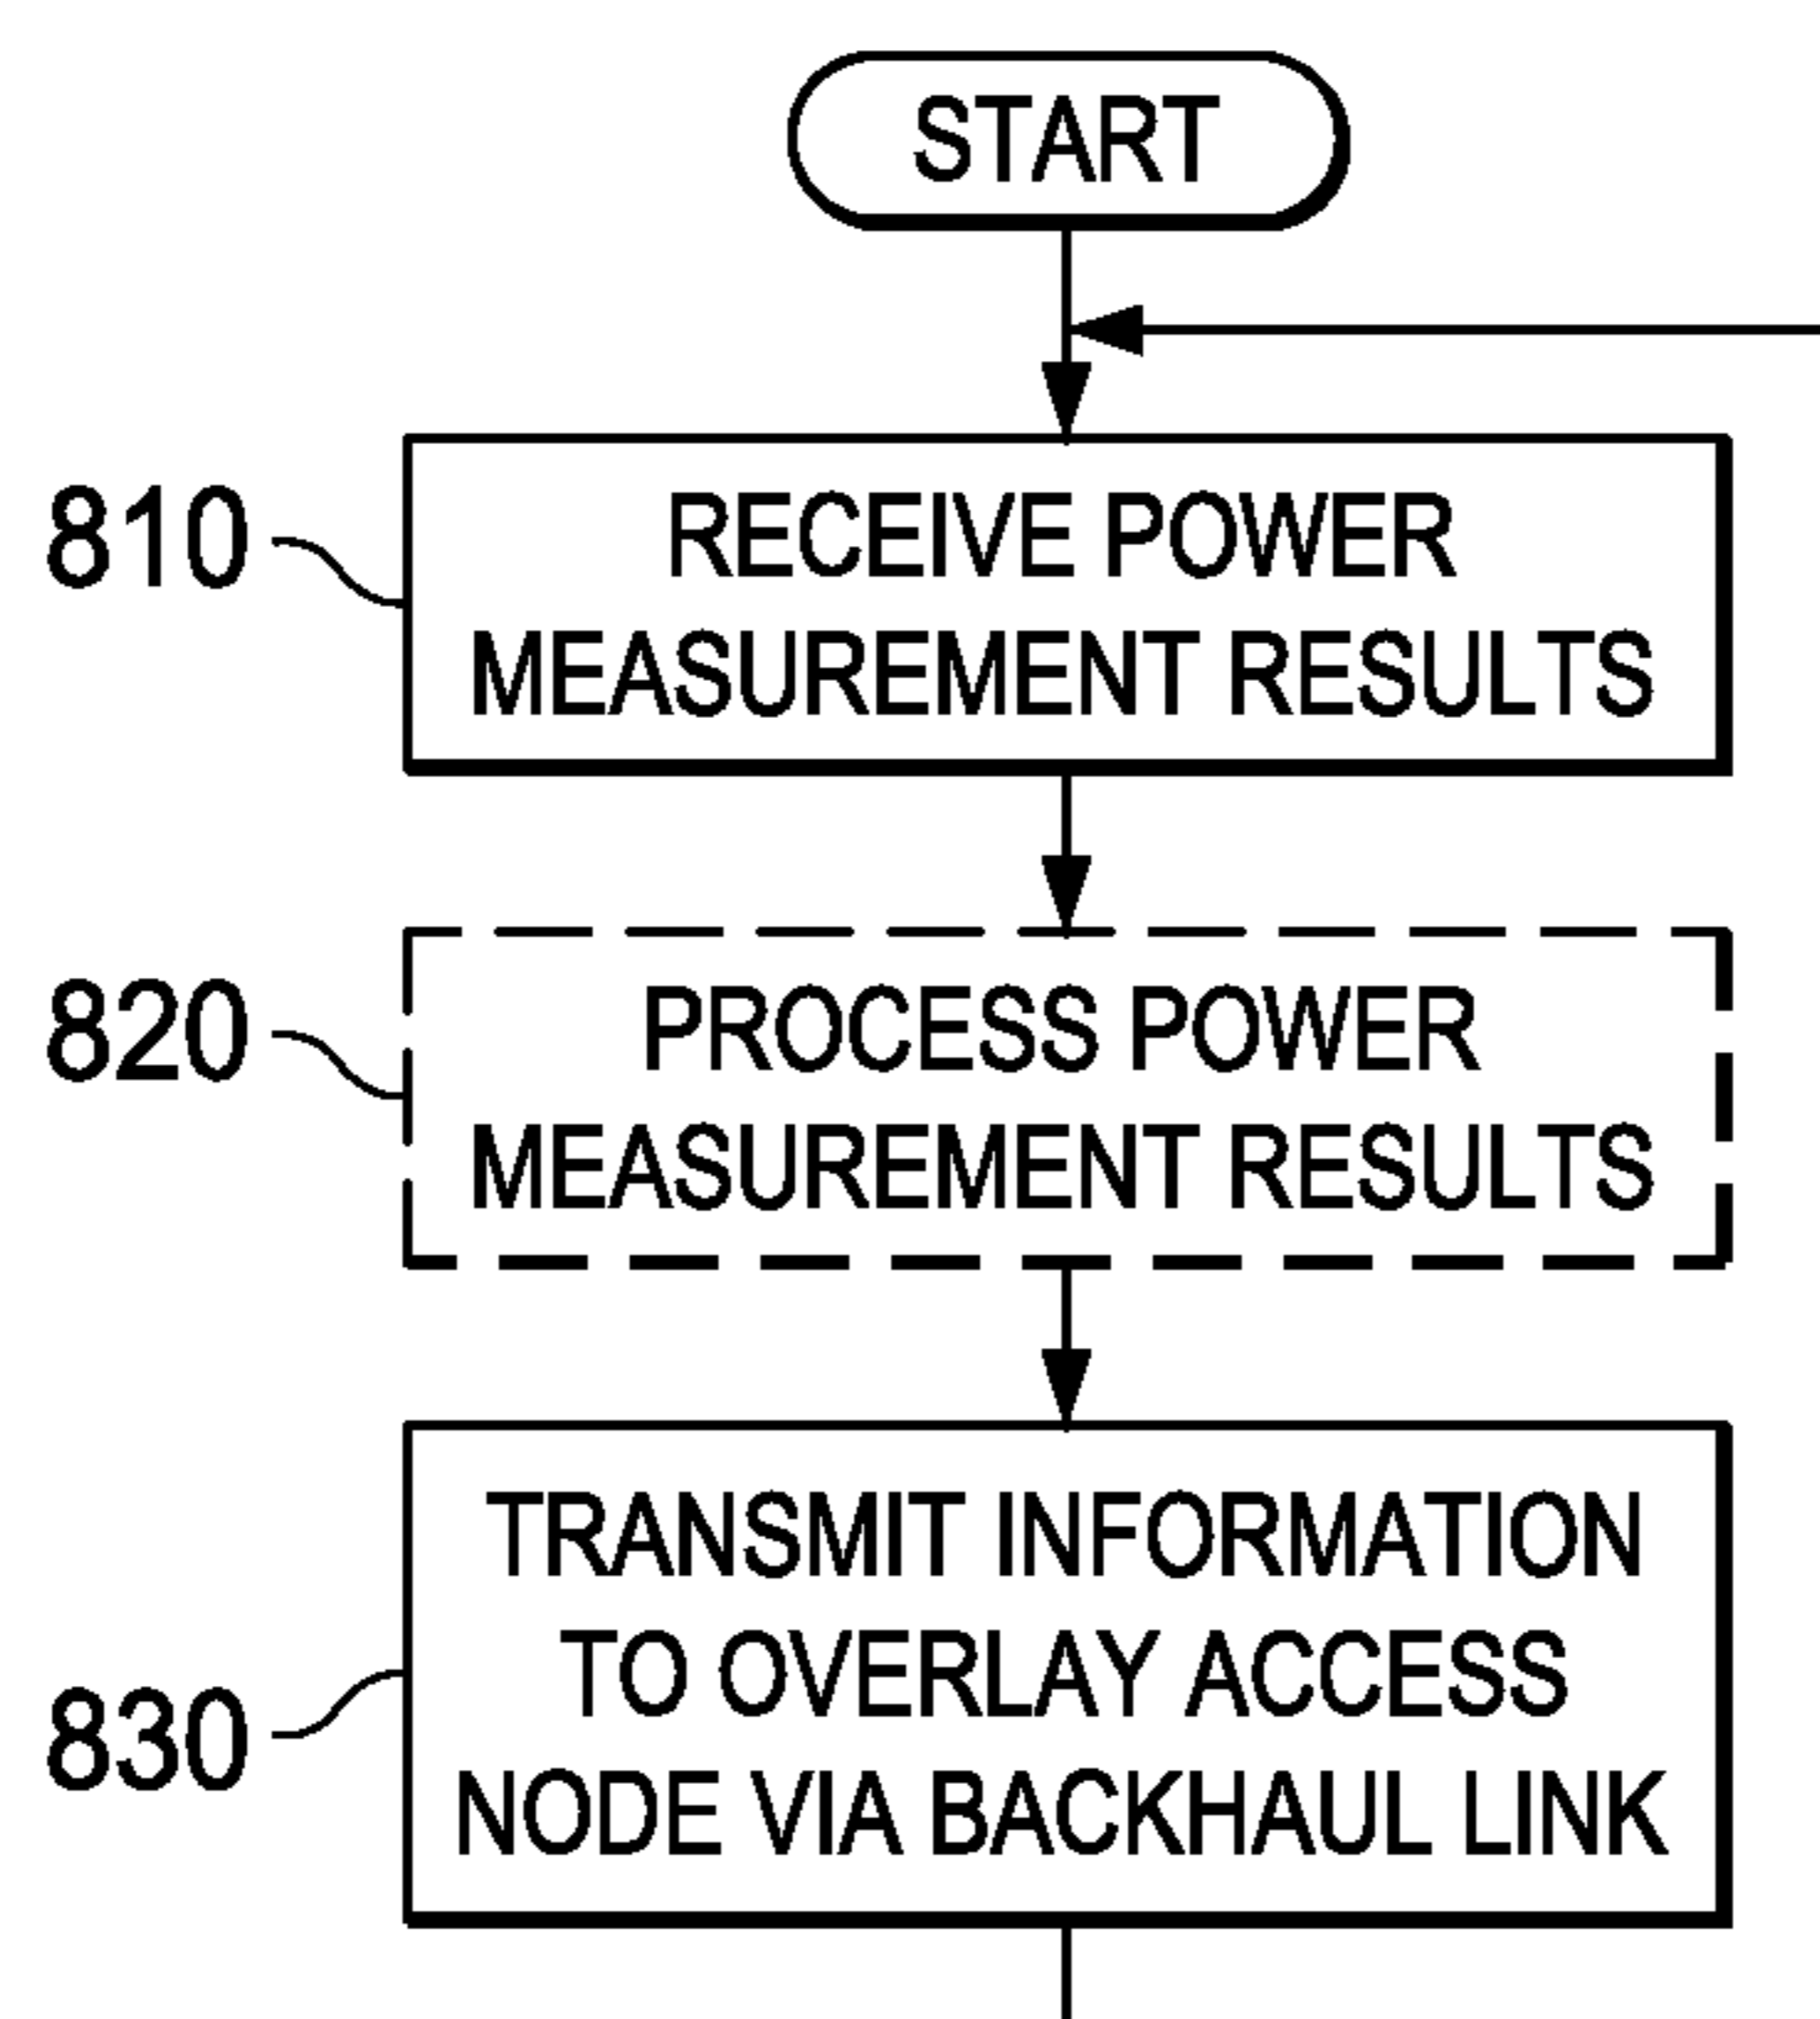 START
810
RECEIVE POWER
MEASUREMENT RESULTS
820
PROCESS POWER
MEASUREMENT RESULTS
830
TRANSMIT INFORMATION
TO OVERLAY ACCESS
NODE VIA BACKHAUL LINK